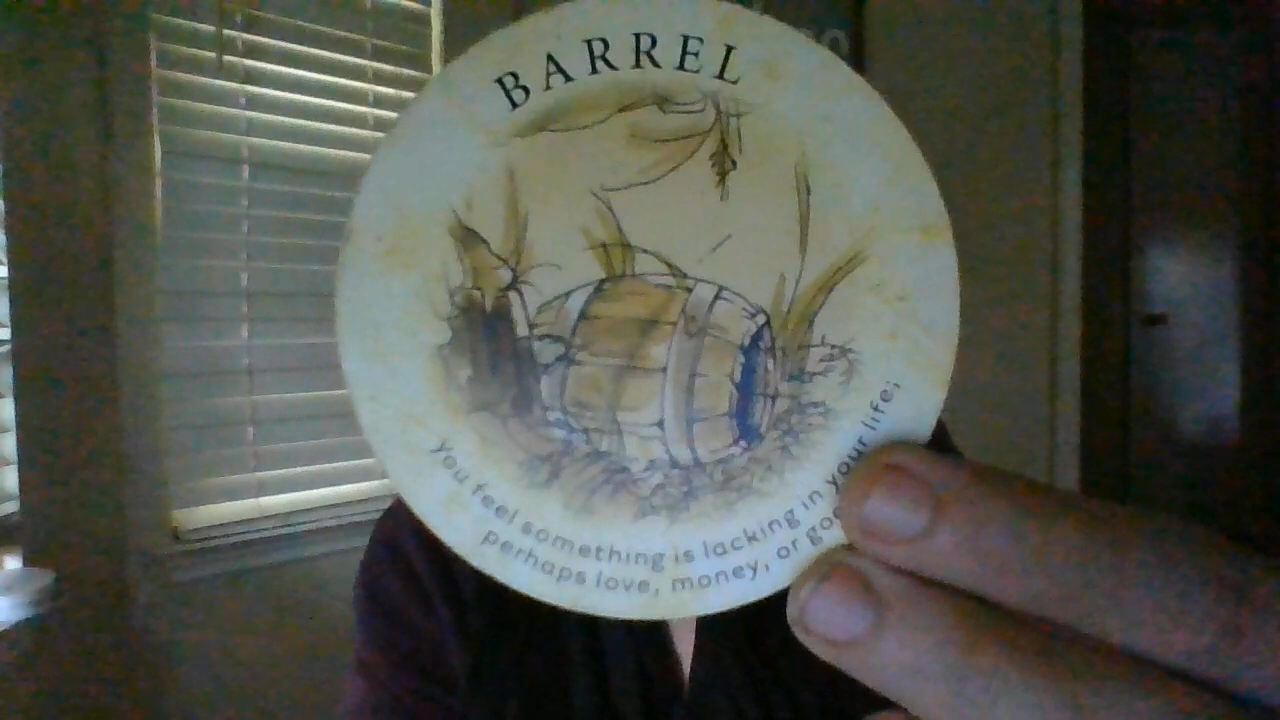 BARREL
You feel something is lacking in your life;
perhaps love, money, or